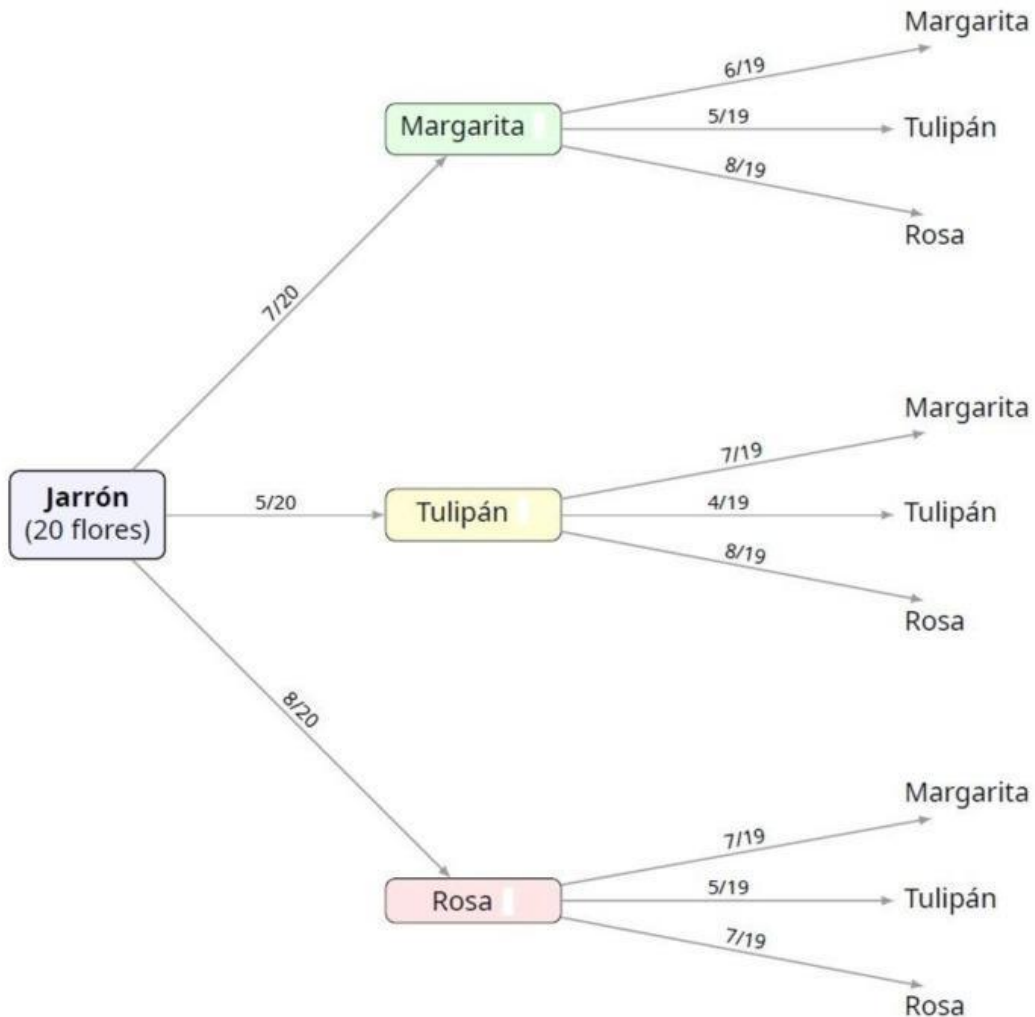 Margarita
6/19
Margarita
5/19
Tulipán
8/19
Rosa
7/20
Margarita
7/19
Jarrón
(20 flores)
5/20
Tulipán
4/19
Tulipán
8/19
Rosa
8/20
Margarita
7/19
Rosa
5/19
Tulipán
7/19
Rosa